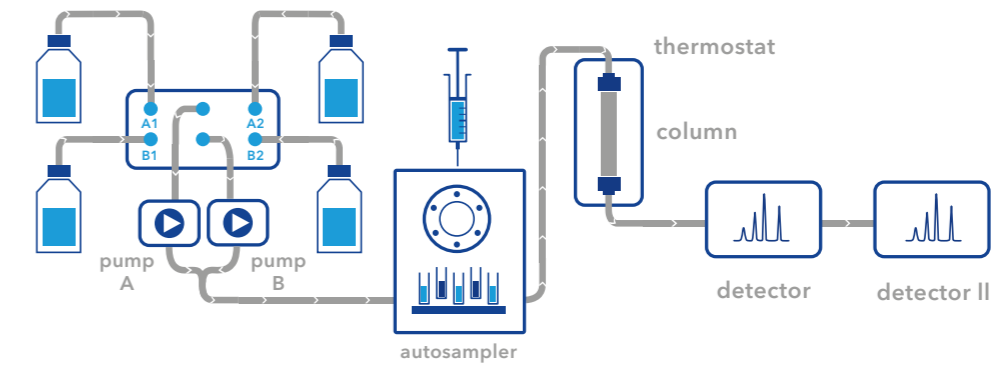 thermostat
A1
A2
column
B1
B2
pump
A
pump
B
detector
detector II
autosampler